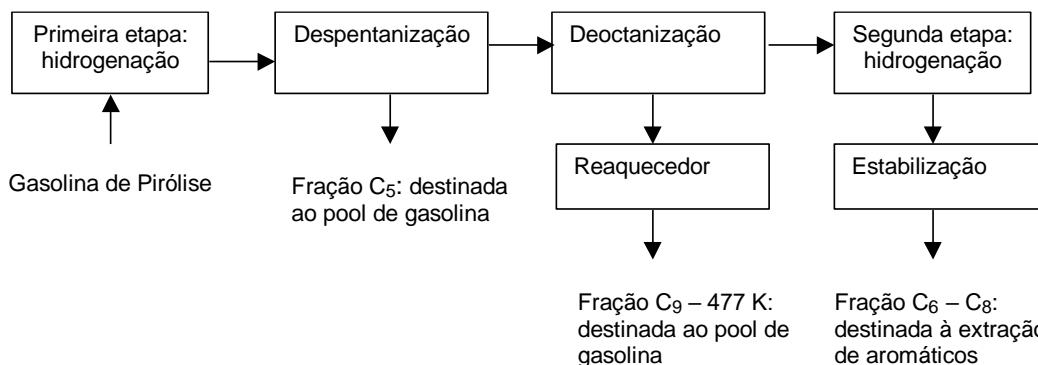 Primeira etapa:
hidrogenação
Despentanização
Deoctanização
Segunda etapa:
hidrogenação
Gasolina de Pirólise
Fração C₅: destinada
ao pool de gasolina
Reaquecedor
Estabilização
Fração C₉ – 477 K:
destinada ao pool de
gasolina
Fração C₆ – C₈:
destinada à extração
de aromáticos